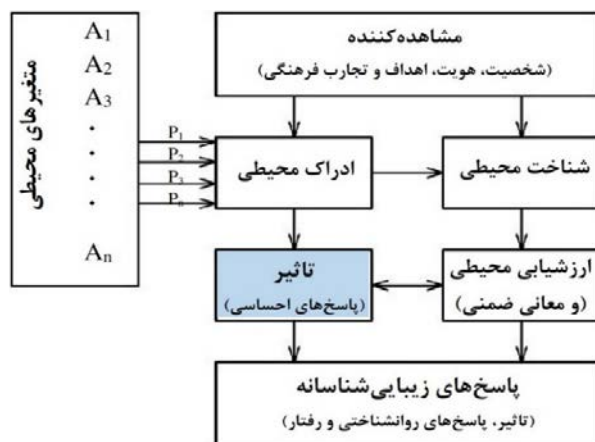 متغیرهای محیطی
A1
A2
A3
An
P1
P2
P3
Pn
مشاهده‌کننده
(شخصیت، هویت، اهداف و تجارب فرهنگی)
ادراک محیطی
شناخت محیطی
تاثیر
(پاسخ‌های احساسی)
ارزشیابی محیطی
(و معانی ضمنی)
پاسخ‌های زیبایی‌شناسانه
(تاثیر، پاسخ‌های روانشناختی و رفتار)